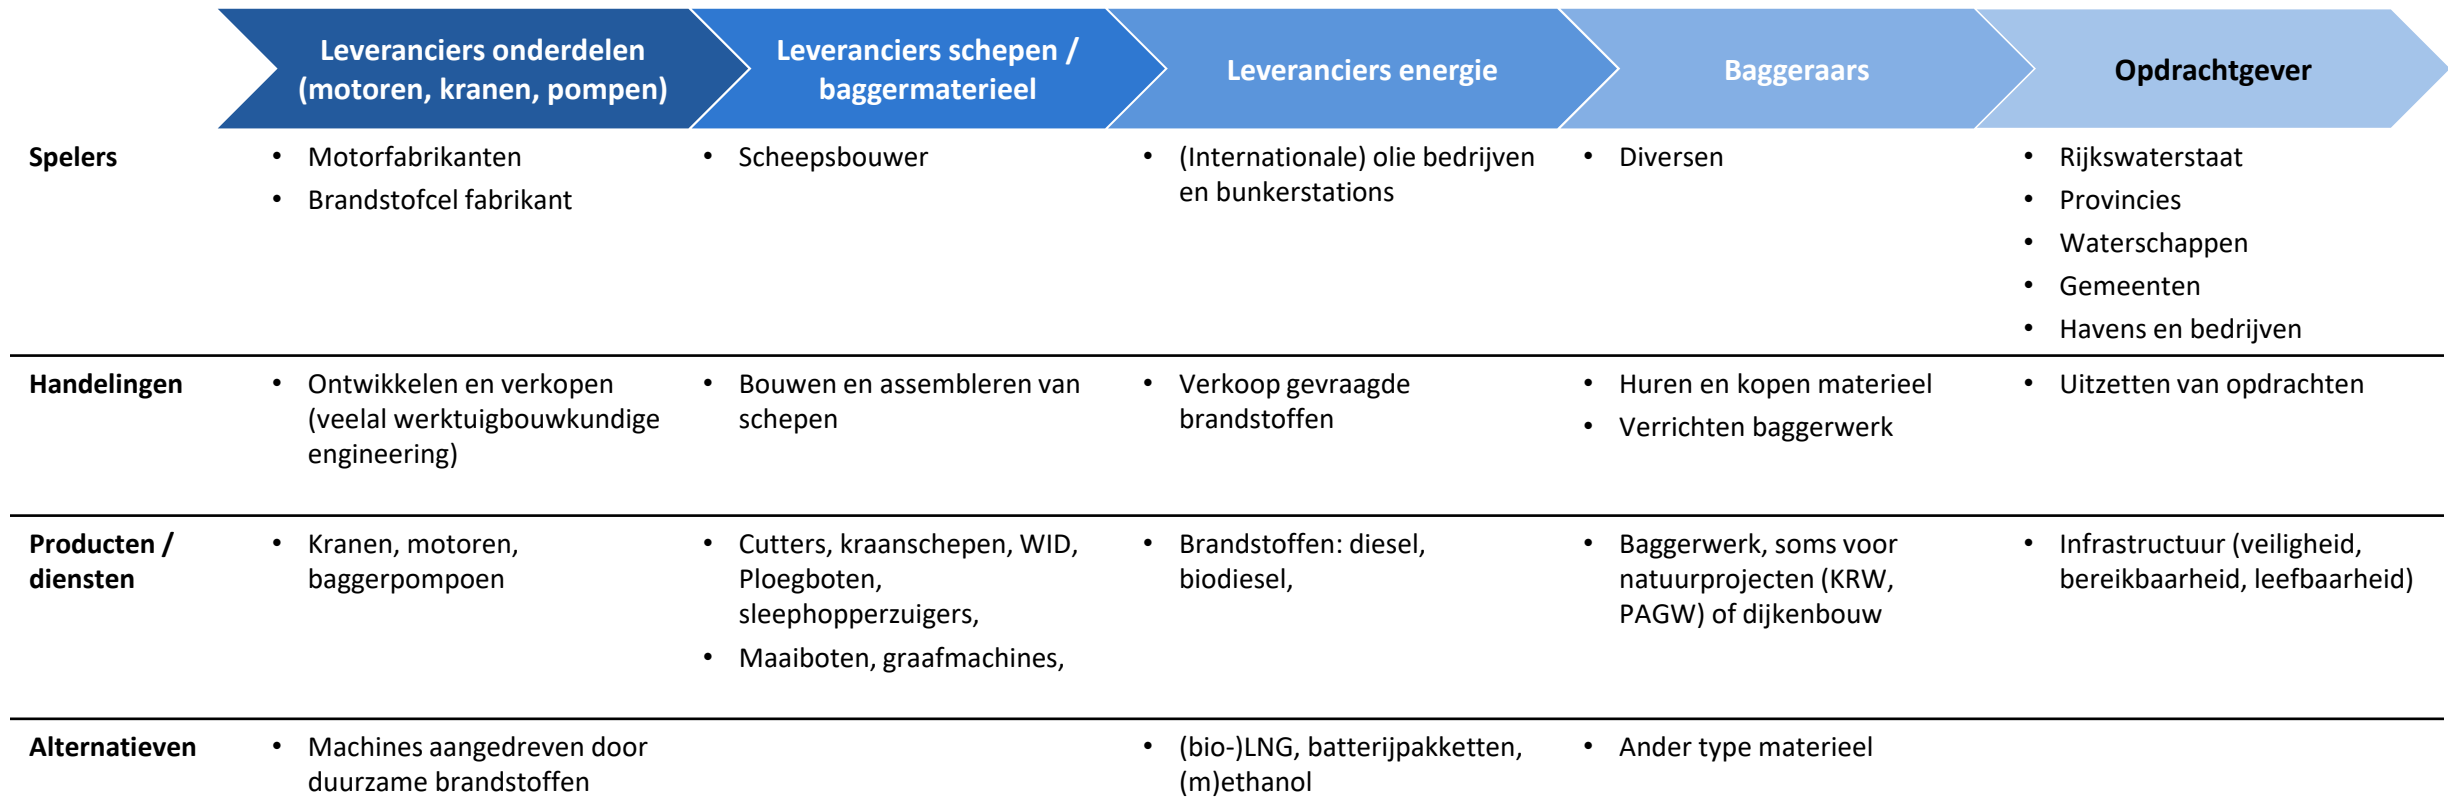 Leveranciers onderdelen
(motoren, kranen, pompen)
Leveranciers schepen /
baggermaterieel
Leveranciers energie
Baggeraars
Opdrachtgever
Spelers
• Motorfabrikanten
• Brandstofcel fabrikant
• Scheepsbouwer
• (Internationale) olie bedrijven
en bunkerstations
• Diversen
• Rijkswaterstaat
• Provincies
• Waterschappen
• Gemeenten
• Havens en bedrijven
Handelingen
• Ontwikkelen en verkopen
(veelal werktuigbouwkundige
engineering)
• Bouwen en assembleren van
schepen
• Verkoop gevraagde
brandstoffen
• Huren en kopen materieel
• Verrichten baggerwerk
• Uitzetten van opdrachten
Producten /
diensten
• Kranen, motoren,
baggerpompoen
• Cutters, kraanschepen, WID,
Ploegboten,
sleephopperzuigers,
• Maaiboten, graafmachines,
• Brandstoffen: diesel,
biodiesel,
• Baggerwerk, soms voor
natuurprojecten (KRW,
PAGW) of dijkenbouw
• Infrastructuur (veiligheid,
bereikbaarheid, leefbaarheid)
Alternatieven
• Machines aangedreven door
duurzame brandstoffen
• (bio-)LNG, batterijpakketten,
(m)ethanol
• Ander type materieel